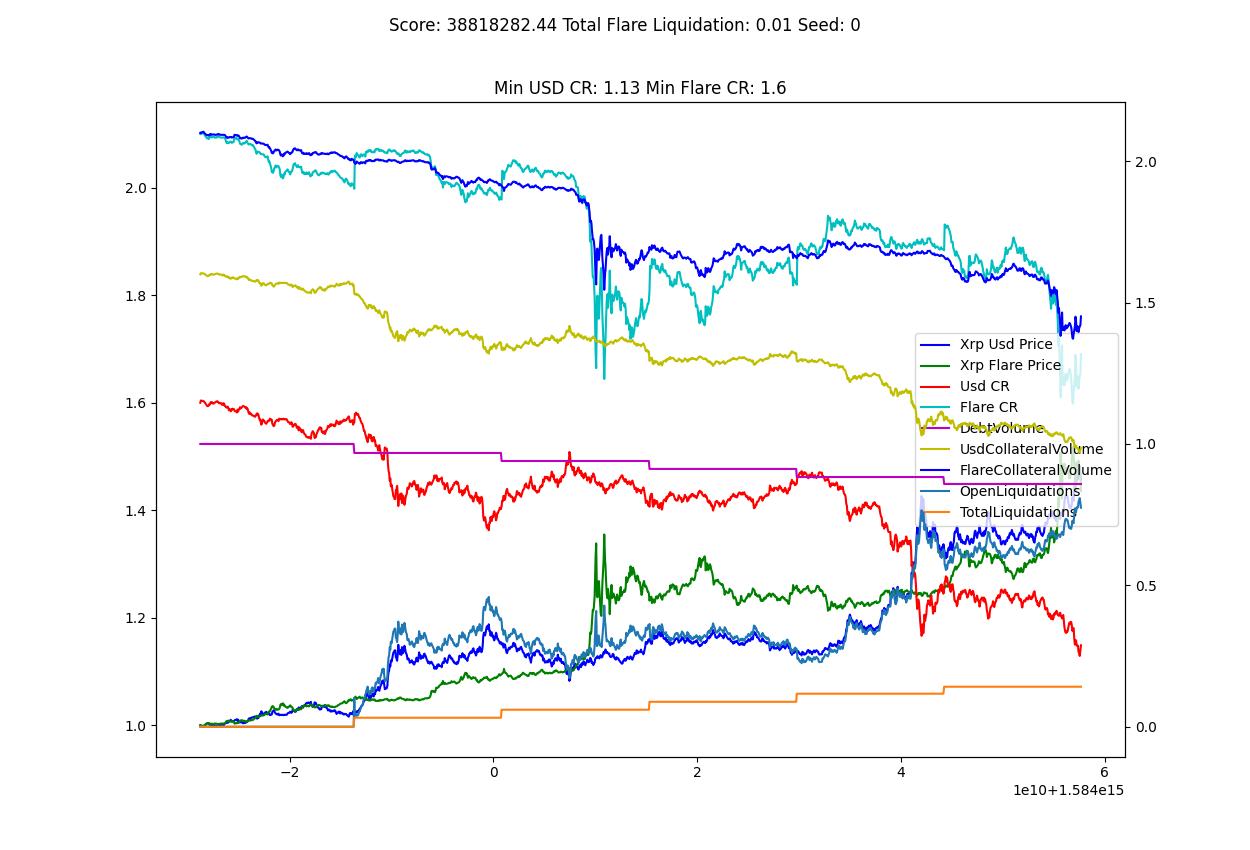 Score: 38818282.44 Total Flare Liquidation: 0.01 Seed: 0
Min USD CR: 1.13 Min Flare CR: 1.6
2.0
1.8
1.6
1.4
1.2
1.0
2.0
1.5
1.0
0.5
0.0
Xrp Usd Price
Xrp Flare Price
Usd CR
Flare CR
DebtVolume
UsdCollateralVolume
FlareCollateralVolume
OpenLiquidations
TotalLiquidations
−2
0
2
4
6
1e10+1.584e15